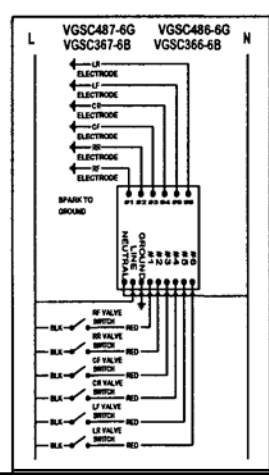 VGSC487-6G VGSC486-6G
L VGSC367-6B VGSC366-6B N
LR
ELECTRODE
LF
ELECTRODE
CR
ELECTRODE
CF
ELECTRODE
RR
ELECTRODE
RF
ELECTRODE
#1 #2 #3 #4 #5 #6
SPARK TO
GROUND
NEUTRAL
LINE
GROUND
#1
#2
#3
#4
#5
#6
RF VALVE
BLK SWITCH RED
RR VALVE
BLK SWITCH RED
CF VALVE
BLK SWITCH RED
CR VALVE
BLK SWITCH RED
LF VALVE
BLK SWITCH RED
LR VALVE
BLK SWITCH RED